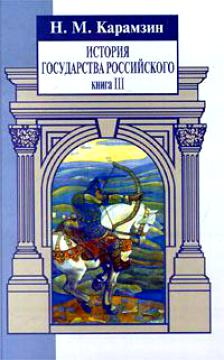 Н. М. Карамзин
ИСТОРИЯ
ГОСУДАРСТВА РОССИЙСКОГО
книга III